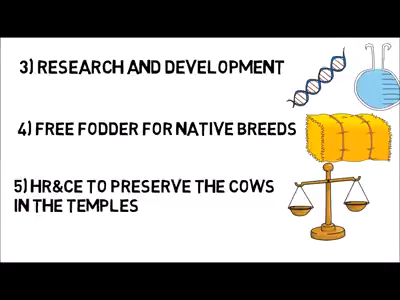 3) RESEARCH AND DEVELOPMENT
4) FREE FODDER FOR NATIVE BREEDS
5) HR&CE TO PRESERVE THE COWS
IN THE TEMPLES